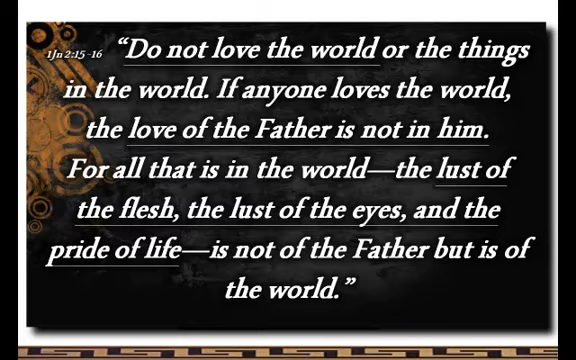 1Jn 2:15-16 “Do not love the world or the things
in the world. If anyone loves the world,
the love of the Father is not in him.
For all that is in the world—the lust of
the flesh, the lust of the eyes, and the
pride of life—is not of the Father but is of
the world.”